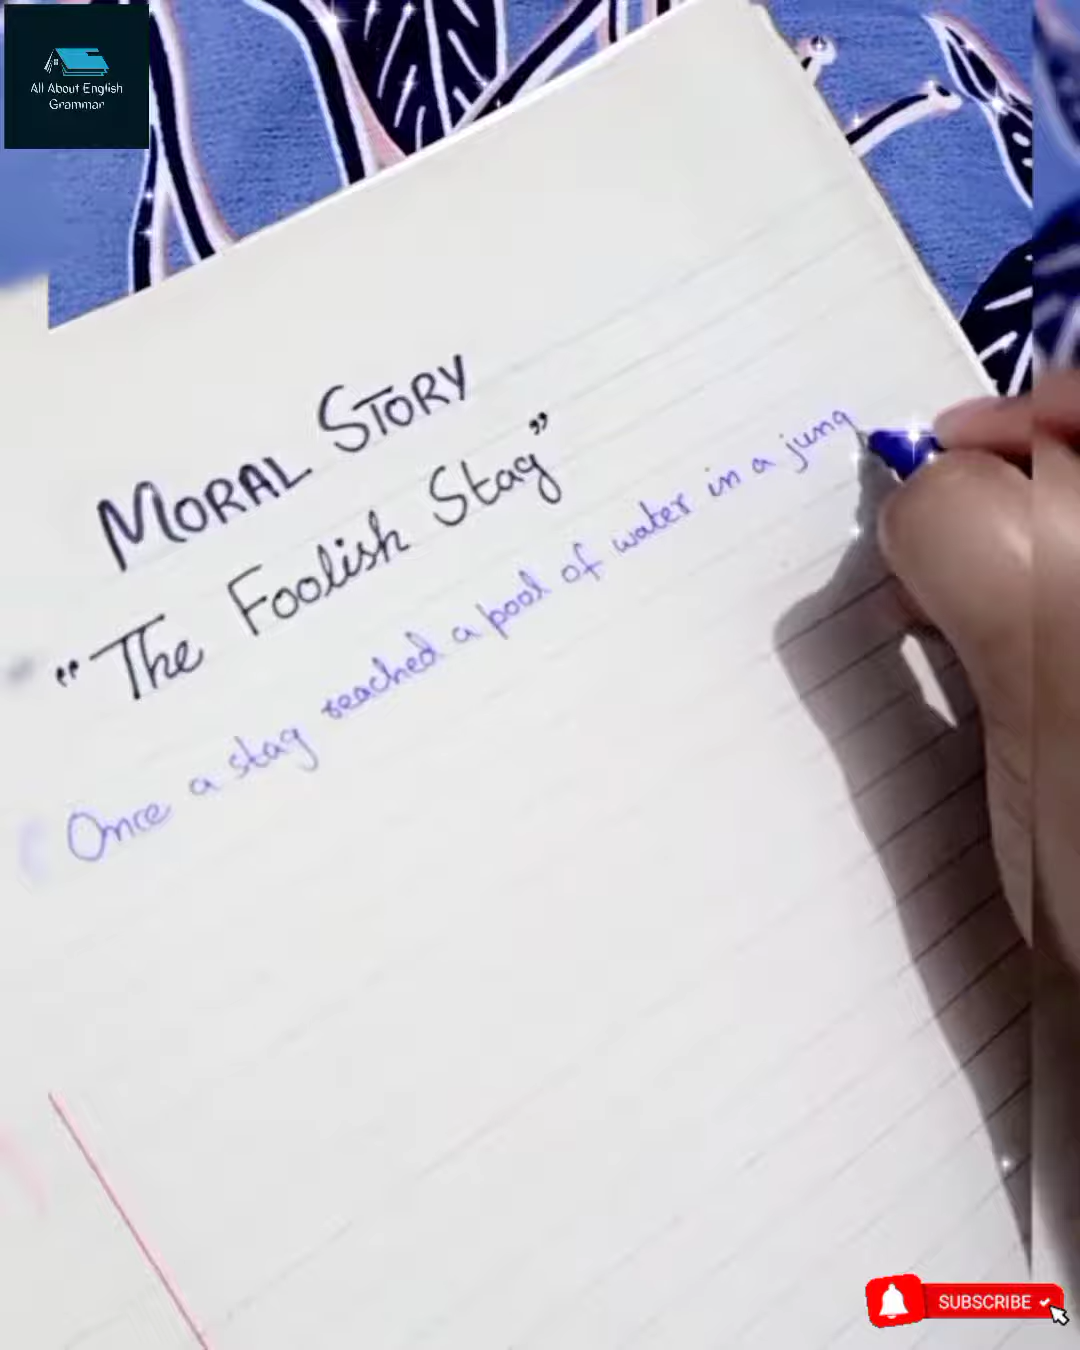 All About English
Grammar
MORAL STORY
"The Foolish Stag"
Once a stag reached a pool of water in a jung
SUBSCRIBE